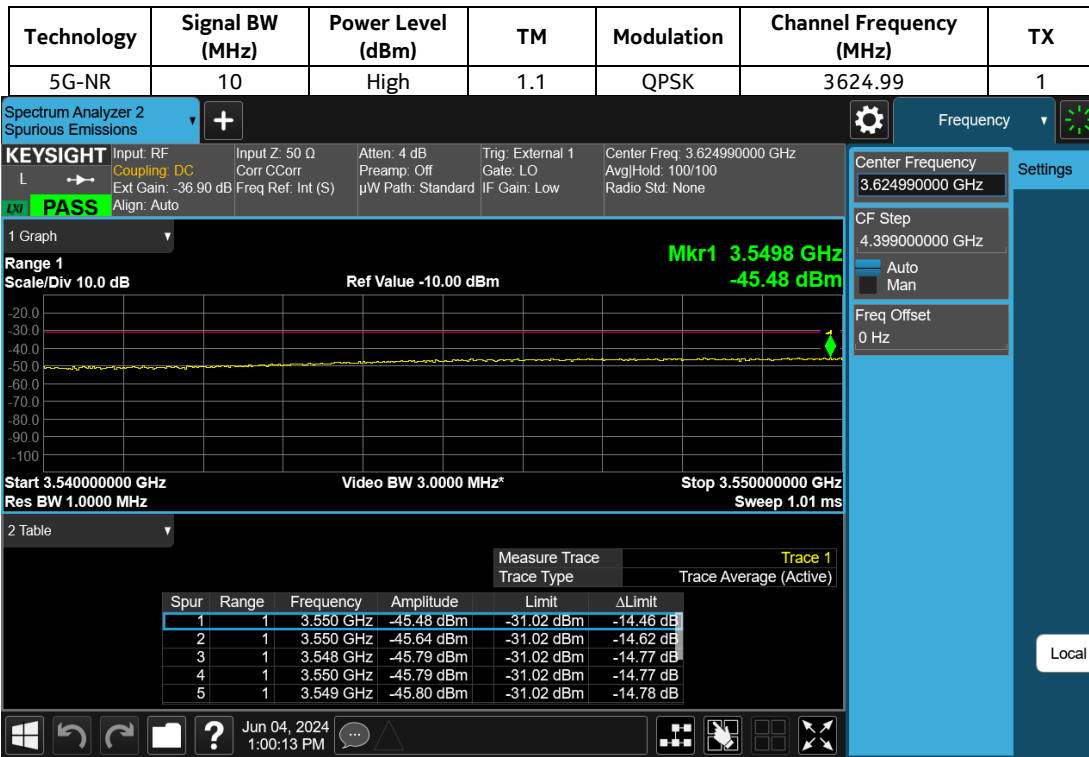 Technology Signal BW (MHz) Power Level (dBm) TM Modulation Channel Frequency (MHz) TX
5G-NR 10 High 1.1 QPSK 3624.99 1
Spectrum Analyzer 2
Spurious Emissions
Frequency
KEYSIGHT
L
LXI PASS
Input: RF
Coupling: DC
Ext Gain: -36.90 dB
Align: Auto
Input Z: 50 Ω
Corr CCorr
Freq Ref: Int (S)
Atten: 4 dB
Preamp: Off
µW Path: Standard
Trig: External 1
Gate: LO
IF Gain: Low
Center Freq: 3.624990000 GHz
Avg|Hold: 100/100
Radio Std: None
Center Frequency
3.624990000 GHz
Settings
CF Step
4.399000000 GHz
Auto
Man
Freq Offset
0 Hz
1 Graph
Range 1
Scale/Div 10.0 dB
Ref Value -10.00 dBm
Mkr1 3.5498 GHz
-45.48 dBm
-20.0
-30.0
-40.0
-50.0
-60.0
-70.0
-80.0
-90.0
-100
1
Start 3.540000000 GHz
Res BW 1.0000 MHz
Video BW 3.0000 MHz*
Stop 3.550000000 GHz
Sweep 1.01 ms
2 Table
Measure Trace Trace 1
Trace Type Trace Average (Active)
Spur Range Frequency Amplitude Limit ΔLimit
1 1 3.550 GHz -45.48 dBm -31.02 dBm -14.46 dB
2 1 3.550 GHz -45.64 dBm -31.02 dBm -14.62 dB
3 1 3.548 GHz -45.79 dBm -31.02 dBm -14.77 dB
4 1 3.550 GHz -45.79 dBm -31.02 dBm -14.77 dB
5 1 3.549 GHz -45.80 dBm -31.02 dBm -14.78 dB
Local
?
Jun 04, 2024
1:00:13 PM